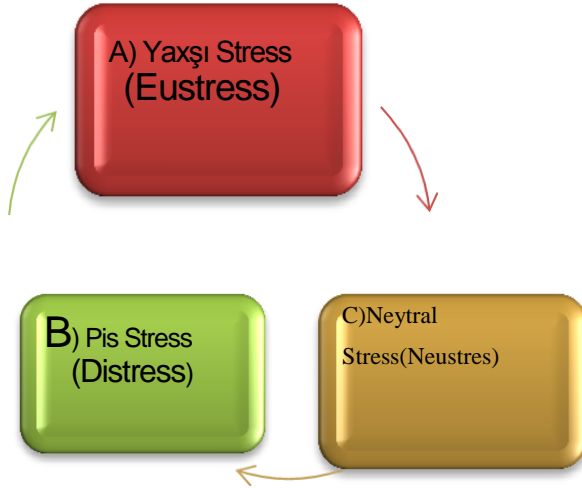 A) Yaxşı Stress
(Eustress)
B) Pis Stress
(Distress)
C)Neytral
Stress(Neustres)